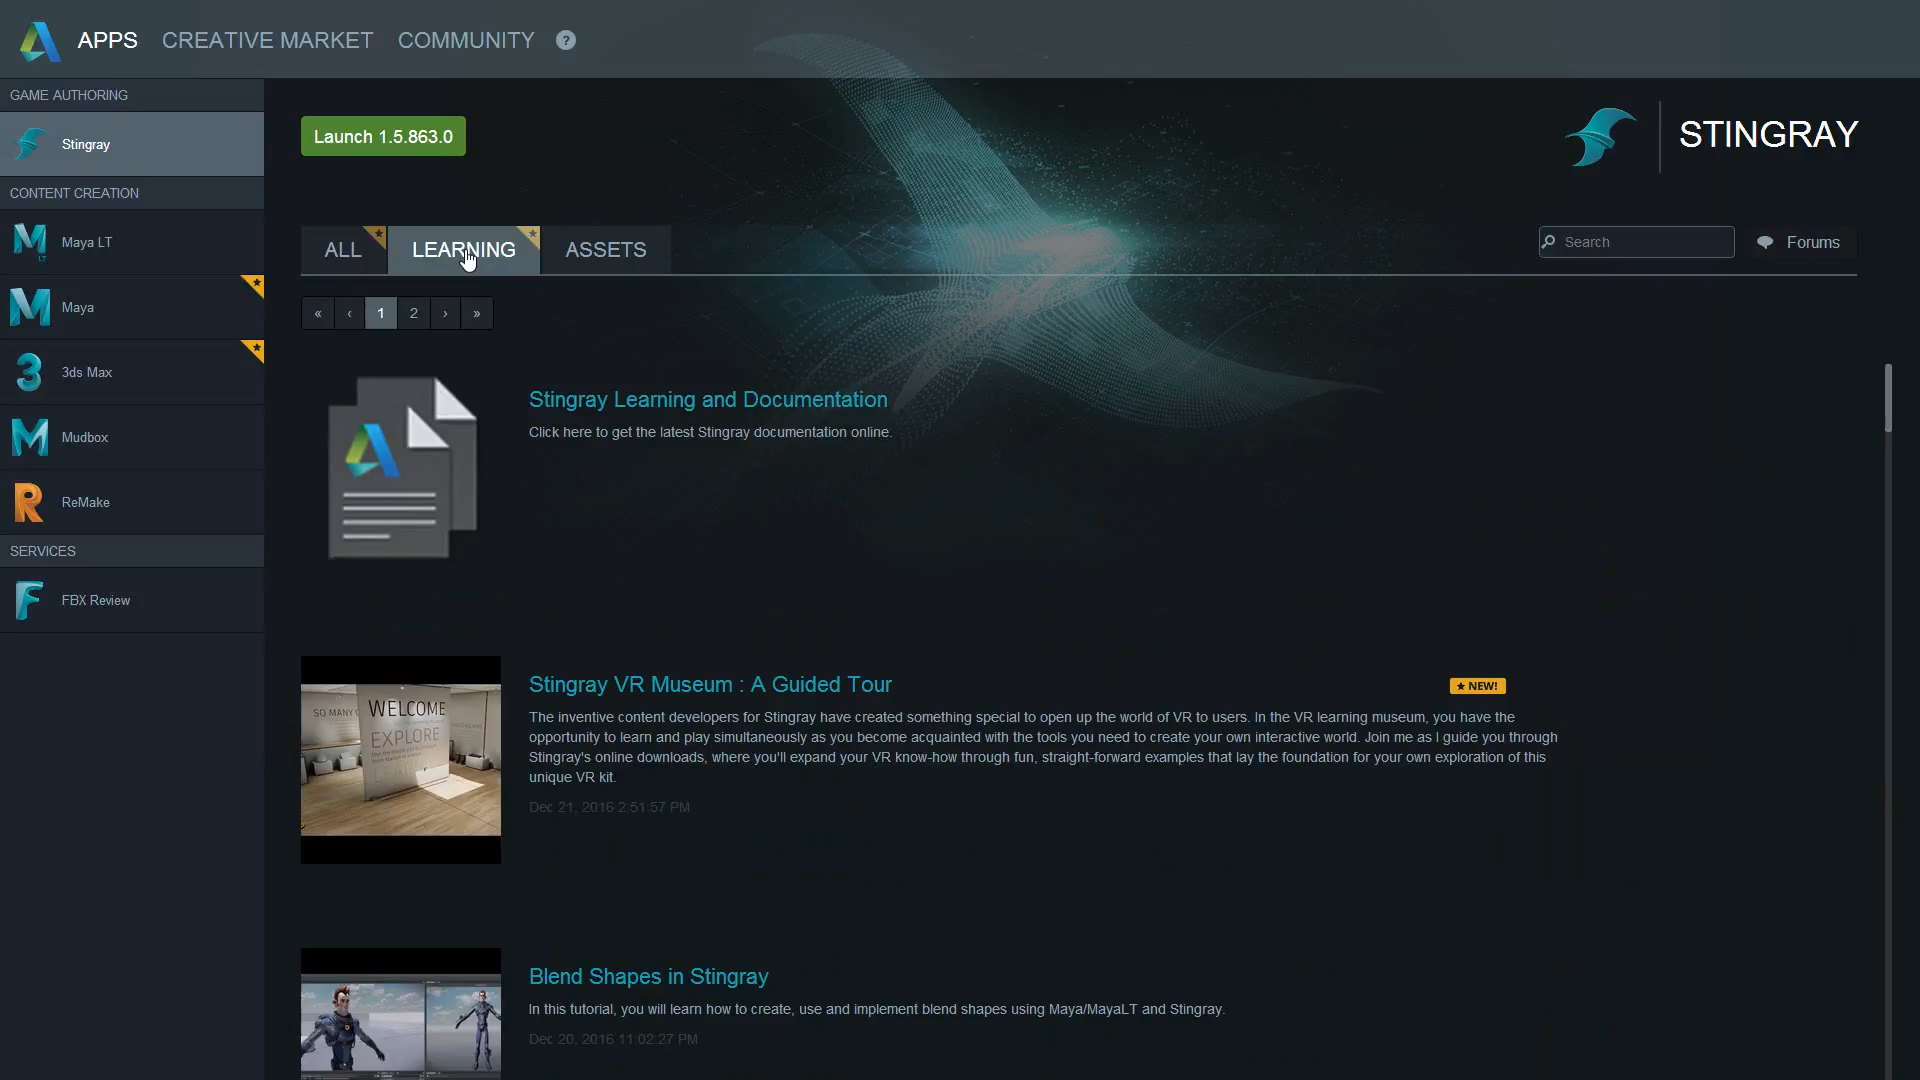 APPS CREATIVE MARKET COMMUNITY ?
GAME AUTHORING
Stingray
CONTENT CREATION
Maya LT
Maya
3ds Max
Mudbox
ReMake
SERVICES
FBX Review
Launch 1.5.863.0
STINGRAY
ALL LEARNING ASSETS
Search
Forums
« ‹ 1 2 › »
Stingray Learning and Documentation
Click here to get the latest Stingray documentation online.
SO MANY
WELCOME
EXPLORE
Stingray VR Museum : A Guided Tour
NEW!
The inventive content developers for Stingray have created something special to open up the world of VR to users. In the VR learning museum, you have the
opportunity to learn and play simultaneously as you become acquainted with the tools you need to create your own interactive world. Join me as I guide you through
Stingray's online downloads, where you'll expand your VR know-how through fun, straight-forward examples that lay the foundation for your own exploration of this
unique VR kit.
Dec 21, 2016 2:51:57 PM
Blend Shapes in Stingray
In this tutorial, you will learn how to create, use and implement blend shapes using Maya/MayaLT and Stingray.
Dec 20, 2016 11:02:27 PM